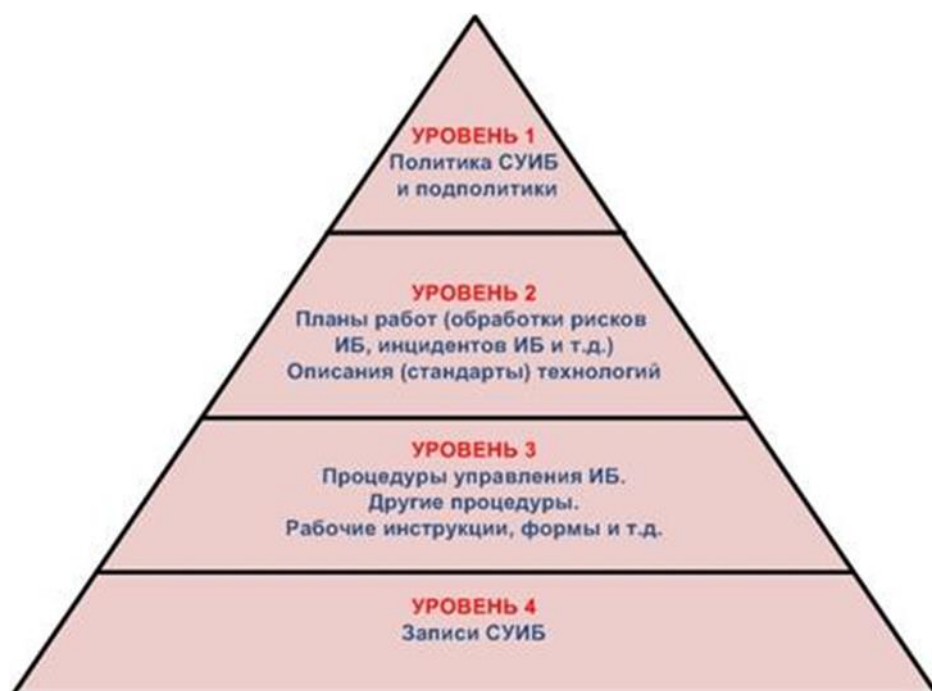 УРОВЕНЬ 1
Политика СУИБ
и подполитики
УРОВЕНЬ 2
Планы работ (обработки рисков
ИБ, инцидентов ИБ и т.д.)
Описания (стандарты) технологий
УРОВЕНЬ 3
Процедуры управления ИБ.
Другие процедуры.
Рабочие инструкции, формы и т.д.
УРОВЕНЬ 4
Записи СУИБ